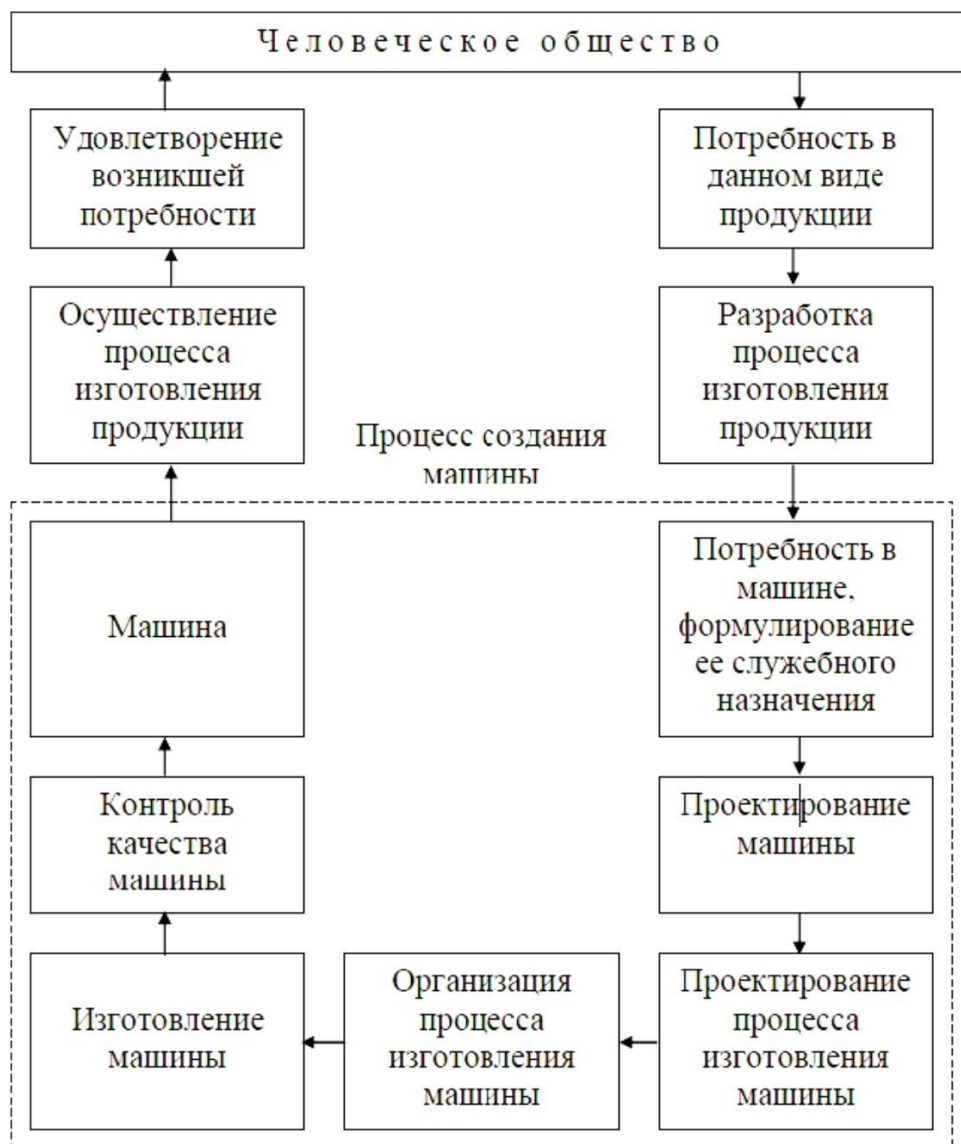 Человеческое общество
Удовлетворение
возникшей
потребности
Потребность в
данном виде
продукции
Осуществление
процесса
изготовления
продукции
Разработка
процесса
изготовления
продукции
Процесс создания
машины
Машина
Потребность в
машине,
формулирование
ее служебного
назначения
Контроль
качества
машины
Проектирование
машины
Изготовление
машины
Организация
процесса
изготовления
машины
Проектирование
процесса
изготовления
машины